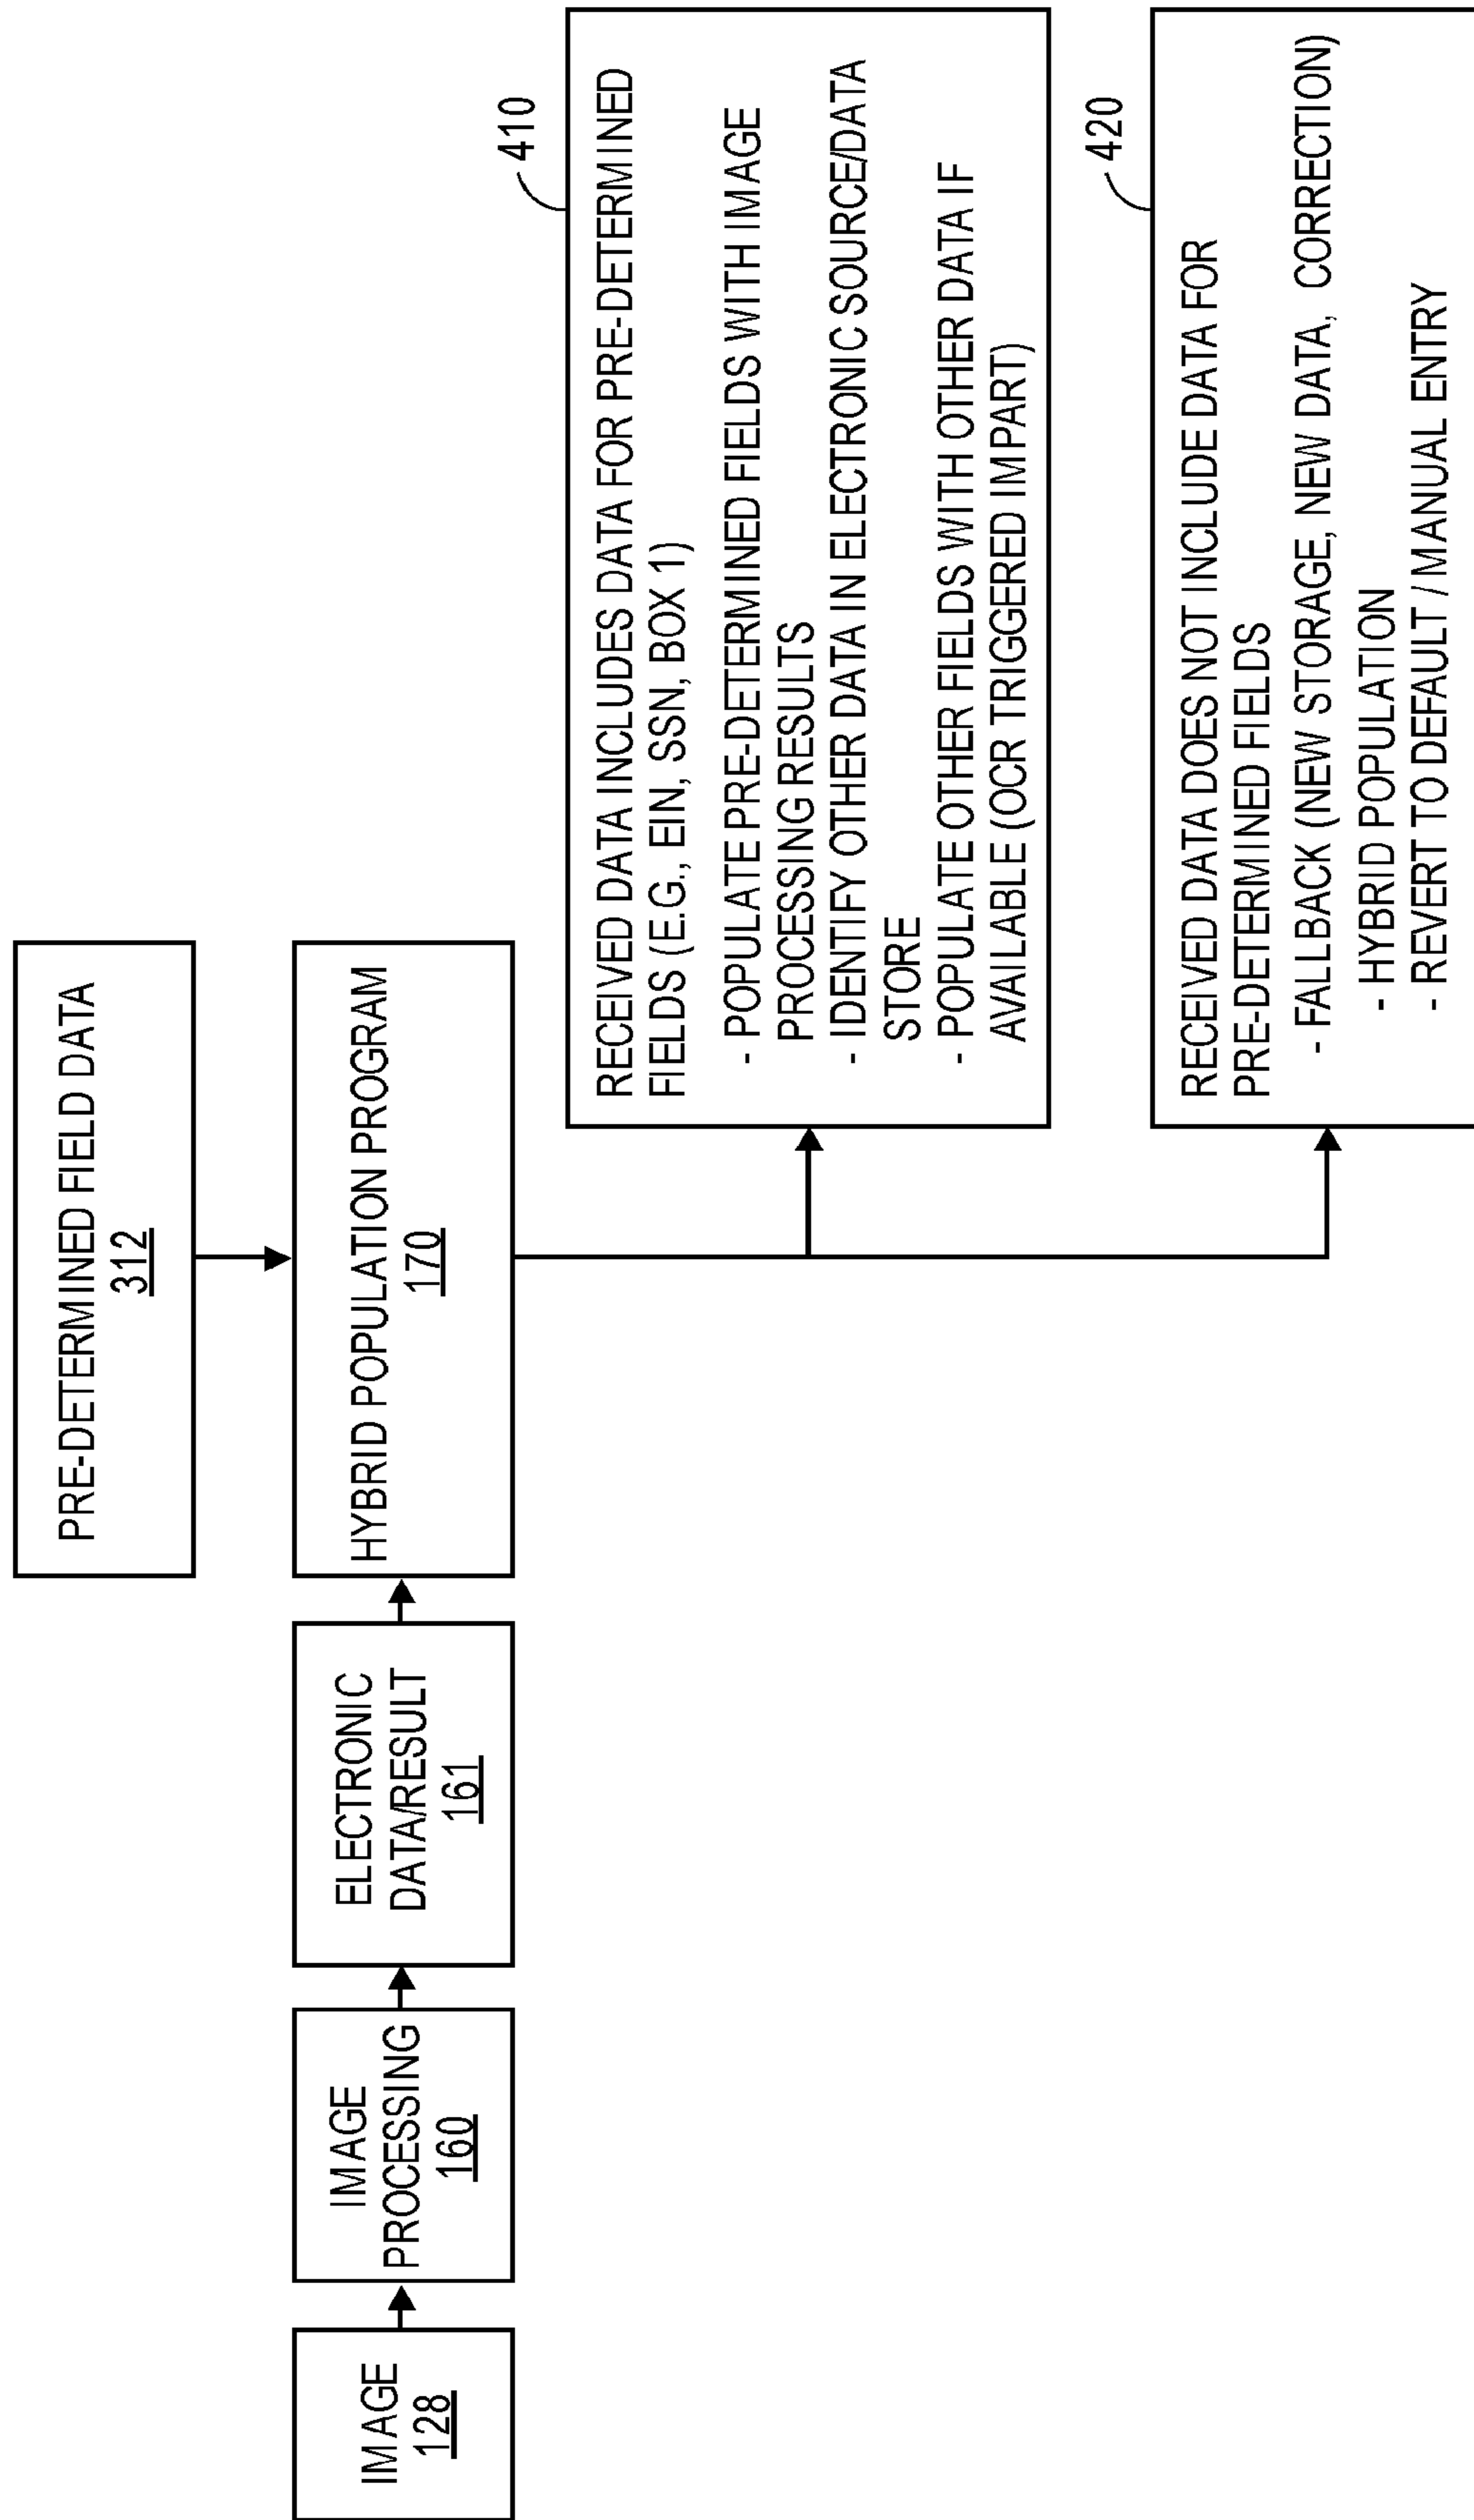 PRE-DETERMINED FIELD DATA
312
IMAGE
128
IMAGE
PROCESSING
160
ELECTRONIC
DATA/RESULT
161
HYBRID POPULATION PROGRAM
170
410
RECEIVED DATA INCLUDES DATA FOR PRE-DETERMINED
FIELDS (E.G., EIN, SSN, BOX 1)
- POPULATE PRE-DETERMINED FIELDS WITH IMAGE
PROCESSING RESULTS
- IDENTIFY OTHER DATA IN ELECTRONIC SOURCE/DATA
STORE
- POPULATE OTHER FIELDS WITH OTHER DATA IF
AVAILABLE (OCR TRIGGERED IMPART)
420
RECEIVED DATA DOES NOT INCLUDE DATA FOR
PRE-DETERMINED FIELDS
- FALLBACK (NEW STORAGE, NEW DATA, CORRECTION)
- HYBRID POPULATION
- REVERT TO DEFAULT / MANUAL ENTRY